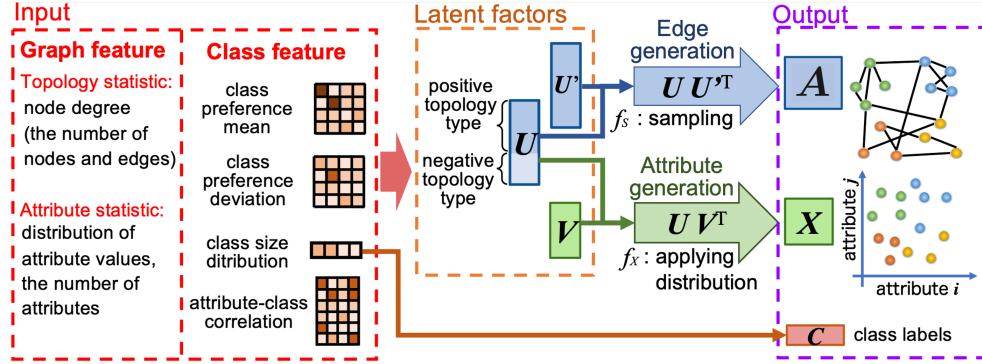 Input
Graph feature
Topology statistic:
node degree
(the number of
nodes and edges)
Attribute statistic:
distribution of
attribute values,
the number of
attributes
Class feature
class
preference
mean
class
preference
deviation
class size
ditribution
attribute-class
correlation
Latent factors
positive
topology
type
negative
topology
type
U'
U
V
Edge
generation
U U'ᵀ
f_S : sampling
Attribute
generation
U Vᵀ
f_X : applying
distribution
Output
A
X
attribute j
attribute i
C
class labels